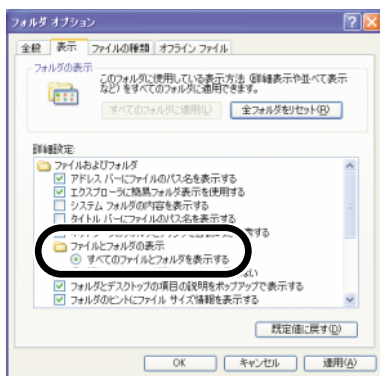 フォルダ オプション
全般 表示 ファイルの種類 オフライン ファイル
フォルダの表示
このフォルダに使用している表示方法 (詳細表示や並べて表示
など) をすべてのフォルダに適用できます。
すべてのフォルダに適用(L) 全フォルダをリセット(R)
詳細設定:
ファイルおよびフォルダ
アドレス バーにファイルのパス名を表示する
エクスプローラに簡易フォルダ表示を使用する
システム フォルダの内容を表示する
タイトル バーにファイルのパス名を表示する
する
ファイルとフォルダの表示
すべてのファイルとフォルダを表示する
ない
フォルダとデスクトップの項目の説明をポップアップで表示する
フォルダのヒントにファイル サイズ情報を表示する
既定値に戻す(D)
OK キャンセル 適用(A)